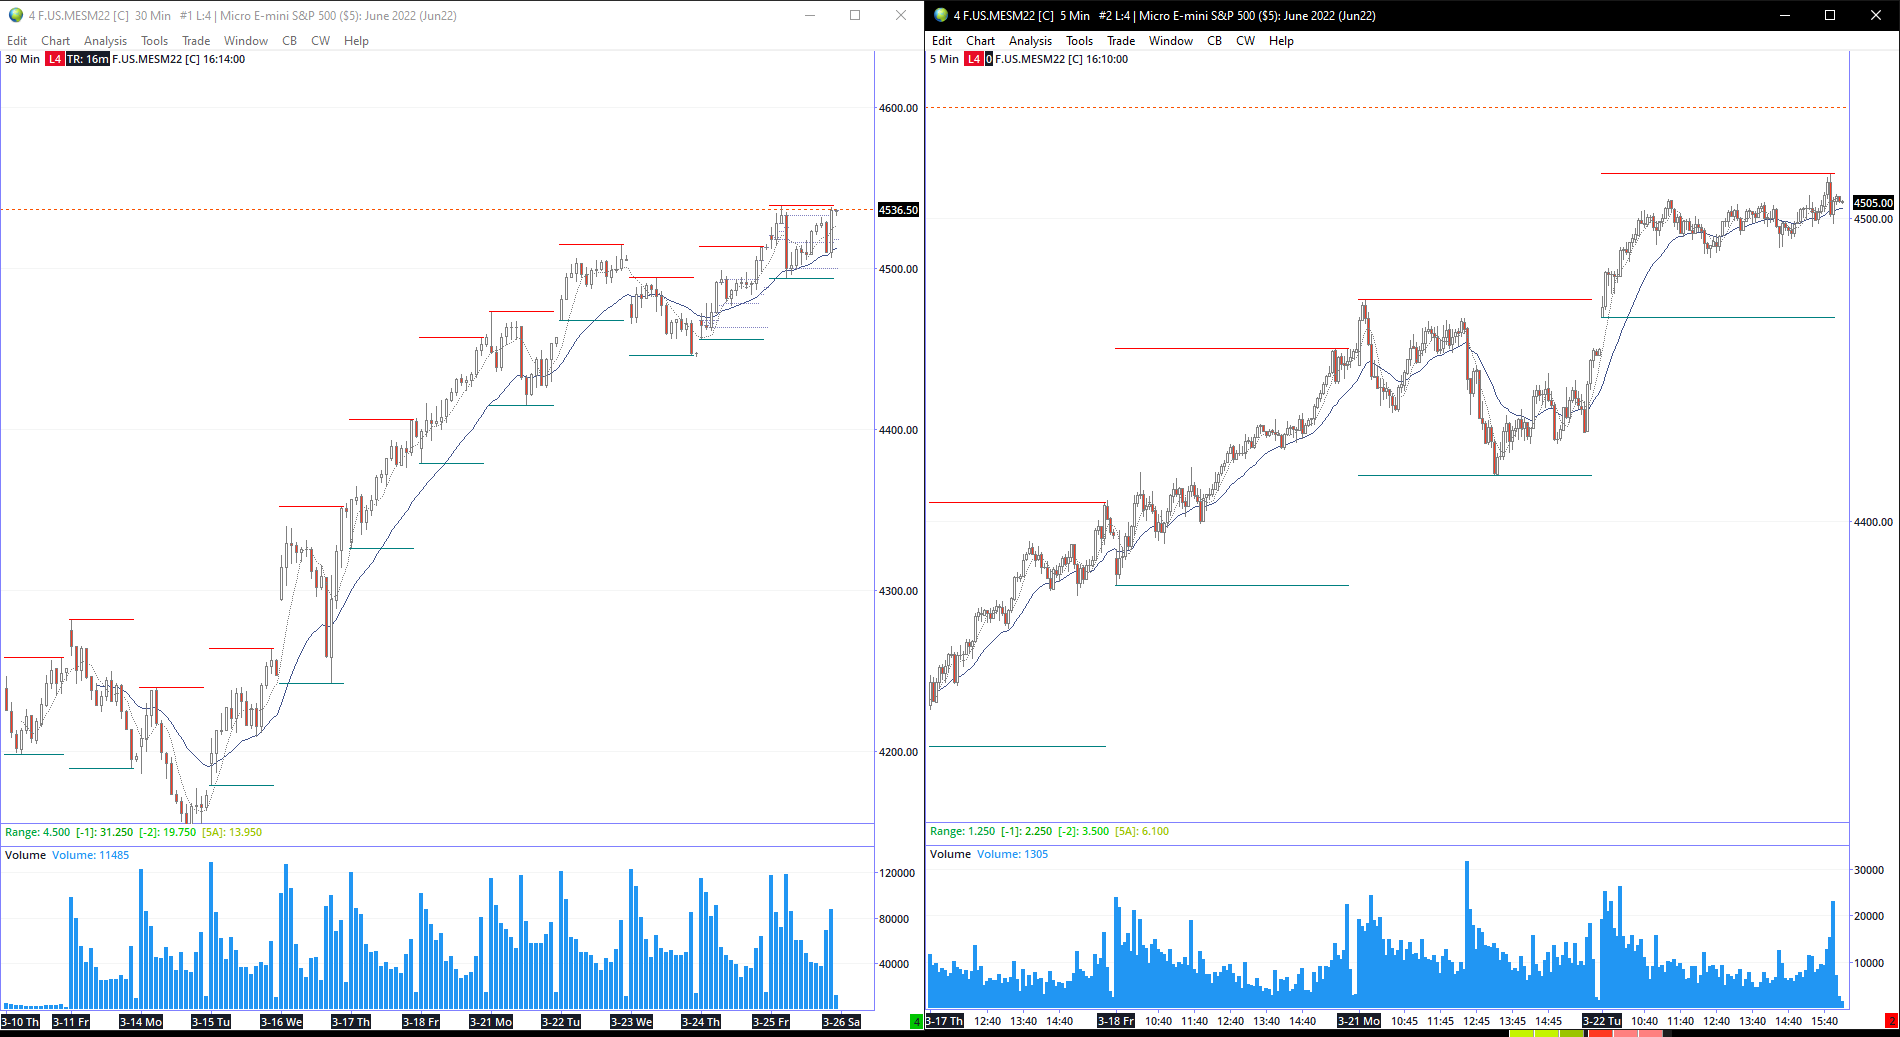 4 F.US.MESM22 [C]  30 Min   #1 L:4 | Micro E-mini S&P 500 ($5): June 2022 (Jun22)
Edit Chart Analysis Tools Trade Window CB CW Help
30 Min L4 TR: 16m F.US.MESM22 [C] 16:14:00
4600.00
4536.50
4500.00
4400.00
4300.00
4200.00
Range: 4.500 [-1]: 31.250 [-2]: 19.750 [5A]: 13.950
Volume Volume: 11485
120000
80000
40000
3-10 Th 3-11 Fr 3-14 Mo 3-15 Tu 3-16 We 3-17 Th 3-18 Fr 3-21 Mo 3-22 Tu 3-23 We 3-24 Th 3-25 Fr 3-26 Sa 4
4 F.US.MESM22 [C]  5 Min   #2 L:4 | Micro E-mini S&P 500 ($5): June 2022 (Jun22)
Edit Chart Analysis Tools Trade Window CB CW Help
5 Min L4 0 F.US.MESM22 [C] 16:10:00
4505.00
4500.00
4400.00
Range: 1.250 [-1]: 2.250 [-2]: 3.500 [5A]: 6.100
Volume Volume: 1305
30000
20000
10000
3-17 Th 12:40 13:40 14:40 3-18 Fr 10:40 11:40 12:40 13:40 14:40 3-21 Mo 10:45 11:45 12:45 13:45 14:45 3-22 Tu 10:40 11:40 12:40 13:40 14:40 15:40 2